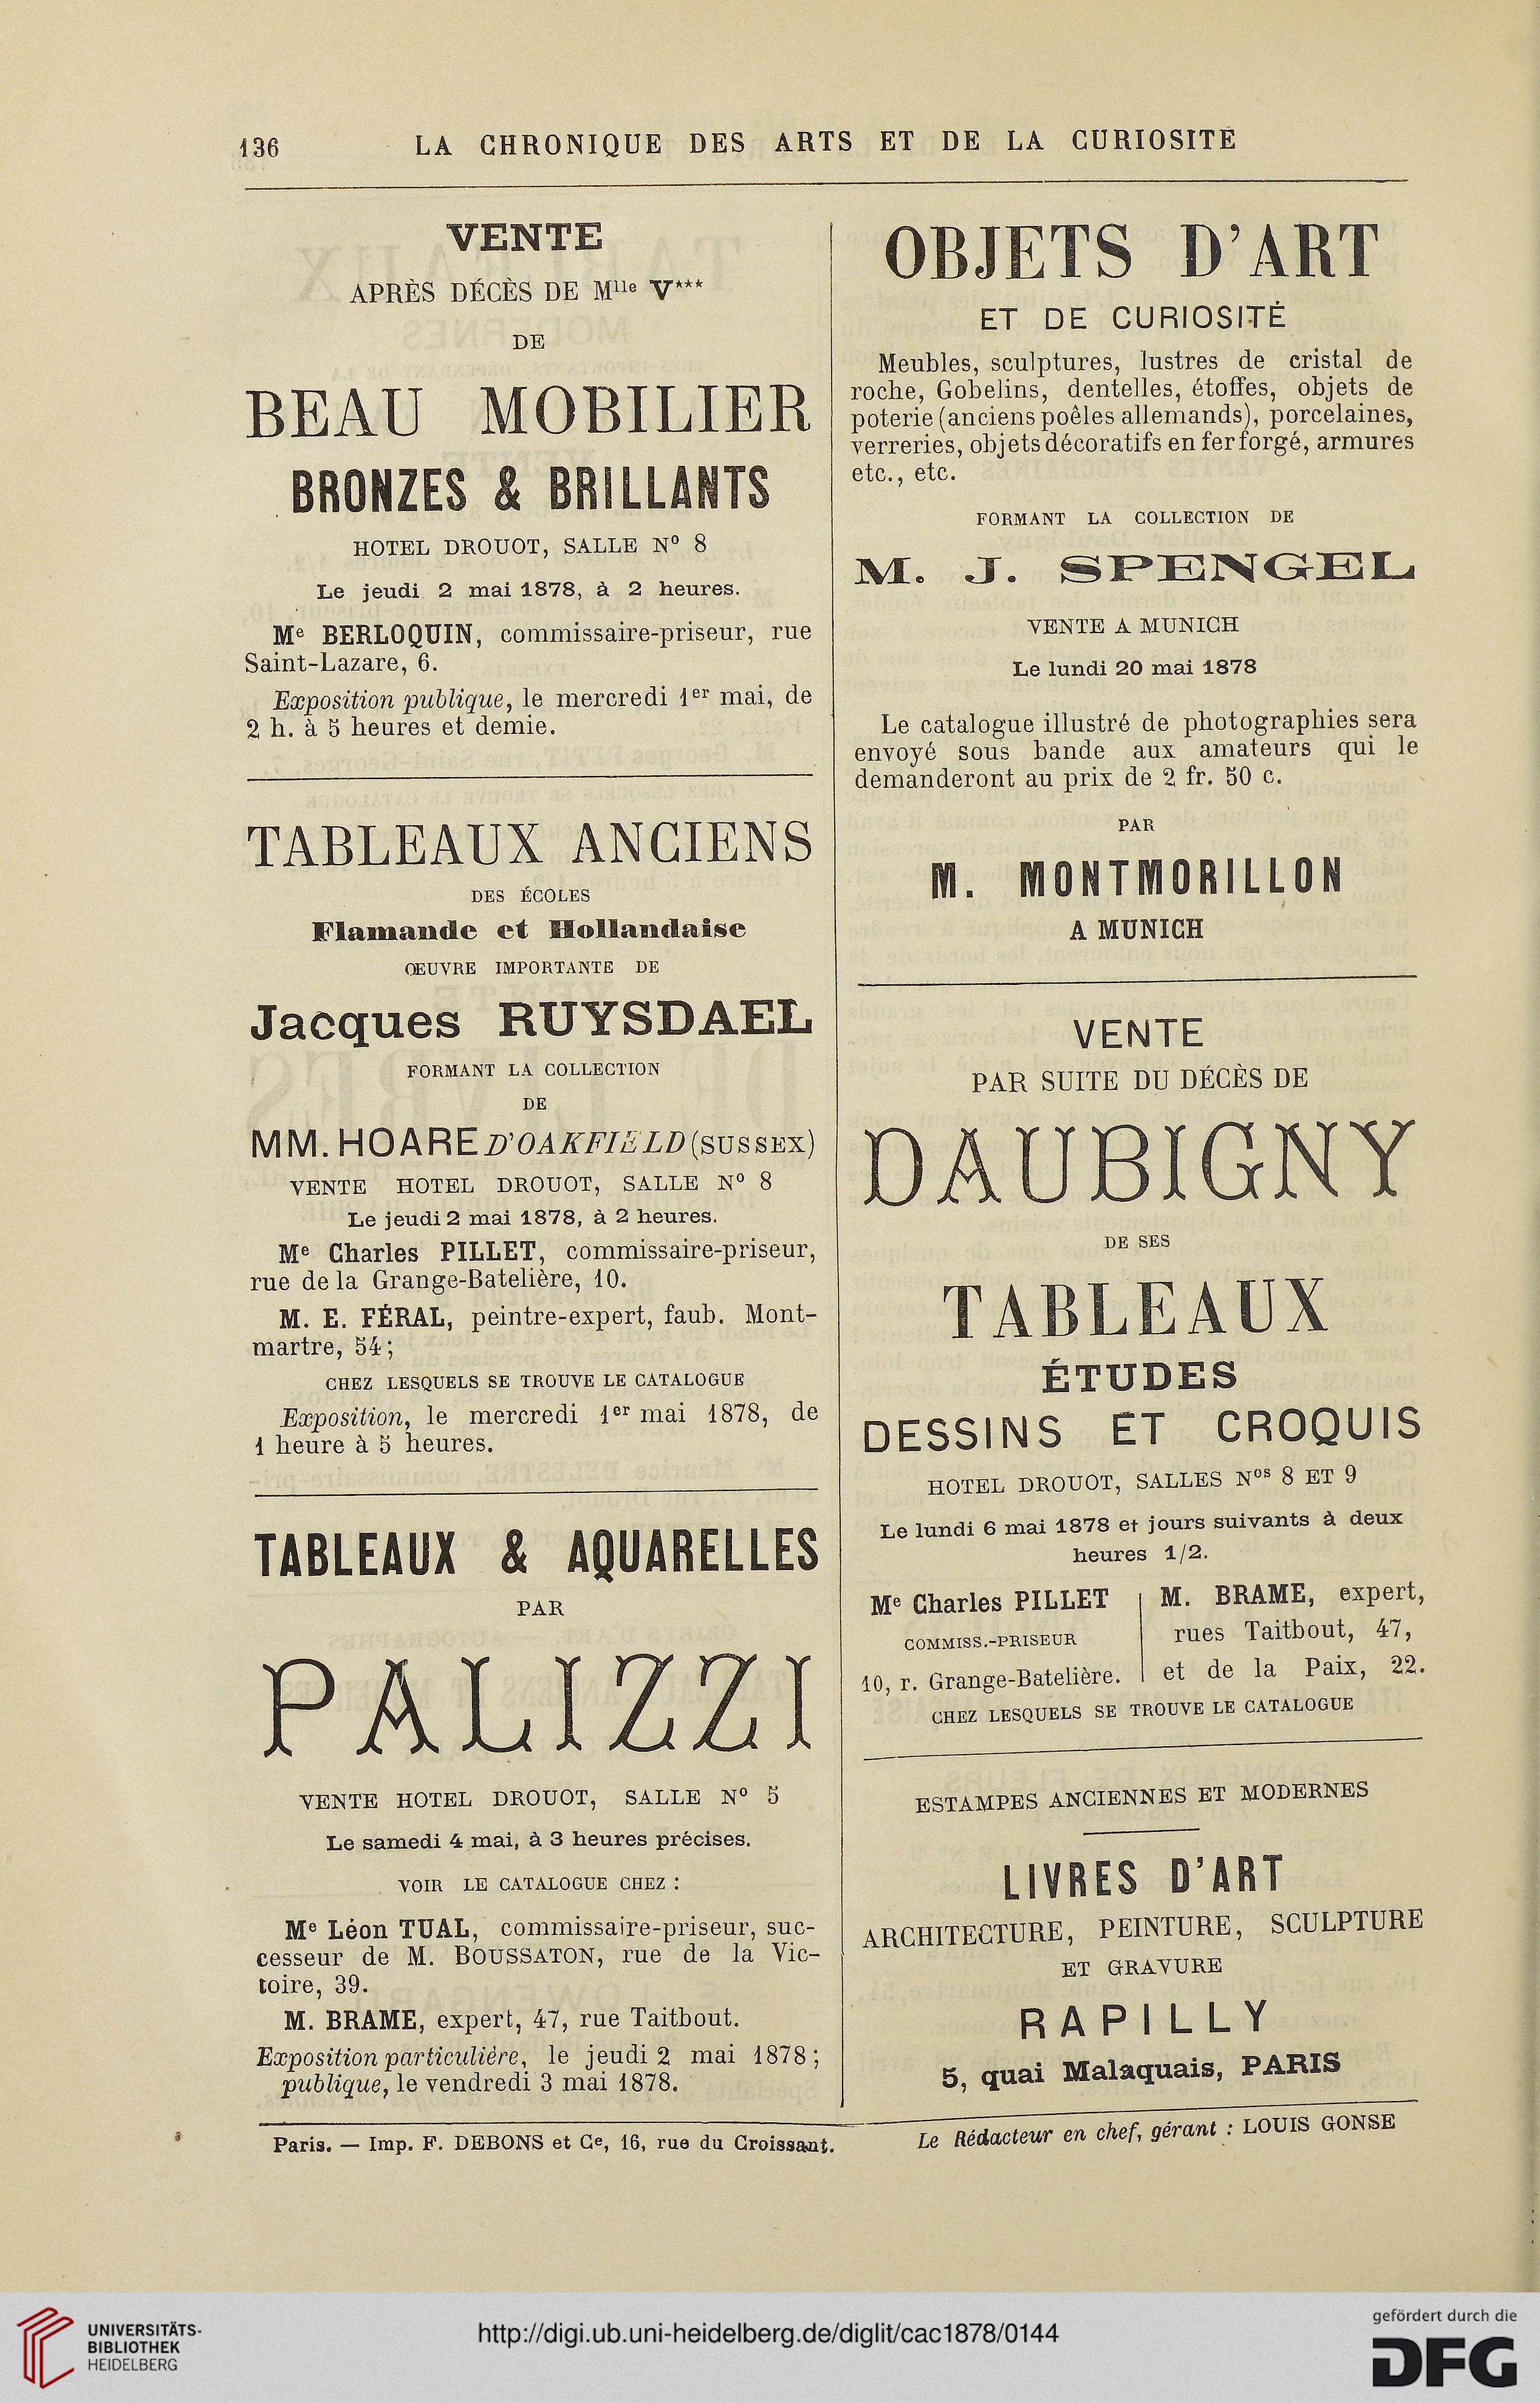 136 LA CHRONIQUE DES ARTS ET DE LA CURIOSITÉ
VENTE
APRÈS DÉCÈS DE Mlle V***
DE
BEAU MOBILIER
BRONZES & BRILLANTS
HOTEL DROUOT, SALLE No 8
Le jeudi 2 mai 1878, à 2 heures.
Me BERLOQUIN, commissaire-priseur, rue
Saint-Lazare, 6.
Exposition publique, le mercredi 1er mai, de
2 h. à 5 heures et demie.
TABLEAUX ANCIENS
DES ÉCOLES
Flamande et Hollandaise
ŒUVRE IMPORTANTE DE
Jacques RUYSDAEL
FORMANT LA COLLECTION
DE
MM. HOARE D'OAKFIELD (SUSSEX)
VENTE HOTEL DROUOT, SALLE No 8
Le jeudi 2 mai 1878, à 2 heures.
Me Charles PILLET, commissaire-priseur,
rue de la Grange-Batelière, 10.
M. E. FÉRAL, peintre-expert, faub. Mont-
martre, 54;
CHEZ LESQUELS SE TROUVE LE CATALOGUE
Exposition, le mercredi 1er mai 1878, de
1 heure à 5 heures.
TABLEAUX & AQUARELLES
PAR
PALIZZI
VENTE HOTEL DROUOT, SALLE No 5
Le samedi 4 mai, à 3 heures précises.
VOIR LE CATALOGUE CHEZ :
Me Léon TUAL, commissaire-priseur, suc-
cesseur de M. BOUSSATON, rue de la Vic-
toire, 39.
M. BRAME, expert, 47, rue Taitbout.
Exposition particulière, le jeudi 2 mai 1878;
publique, le vendredi 3 mai 1878.
OBJETS D'ART
ET DE CURIOSITÉ
Meubles, sculptures, lustres de cristal de
roche, Gobelins, dentelles, étoffes, objets de
poterie (anciens poêles allemands), porcelaines,
verreries, objets décoratifs en fer forgé, armures
etc., etc.
FORMANT LA COLLECTION DE
M. J. SPENGEL
VENTE A MUNICH
Le lundi 20 mai 1878
Le catalogue illustré de photographies sera
envoyé sous bande aux amateurs qui le
demanderont au prix de 2 fr. 50 c.
PAR
M. MONTMORILLON
A MUNICH
VENTE
PAR SUITE DU DÉCÈS DE
DAUBIGNY
DE SES
TABLEAUX
ÉTUDES
DESSINS ET CROQUIS
HOTEL DROUOT, SALLES Nos 8 ET 9
Le lundi 6 mai 1878 et jours suivants à deux
heures 1/2.
Me Charles PILLET
COMMISS.-PRISEUR
10, r. Grange-Batelière.
M. BRAME, expert,
rues Taitbout, 47,
et de la Paix, 22.
CHEZ LESQUELS SE TROUVE LE CATALOGUE
ESTAMPES ANCIENNES ET MODERNES
LIVRES D'ART
ARCHITECTURE, PEINTURE, SCULPTURE
ET GRAVURE
RAPILLY
5, quai Malaquais, PARIS
Paris. — Imp. F. DEBONS et Ce, 16, rue du Croissant.
Le Rédacteur en chef, gérant : LOUIS GONSE
UNIVERSITÄTS-
BIBLIOTHEK
HEIDELBERG
http://digi.ub.uni-heidelberg.de/diglit/cac1878/0144
gefördert durch die
DFG